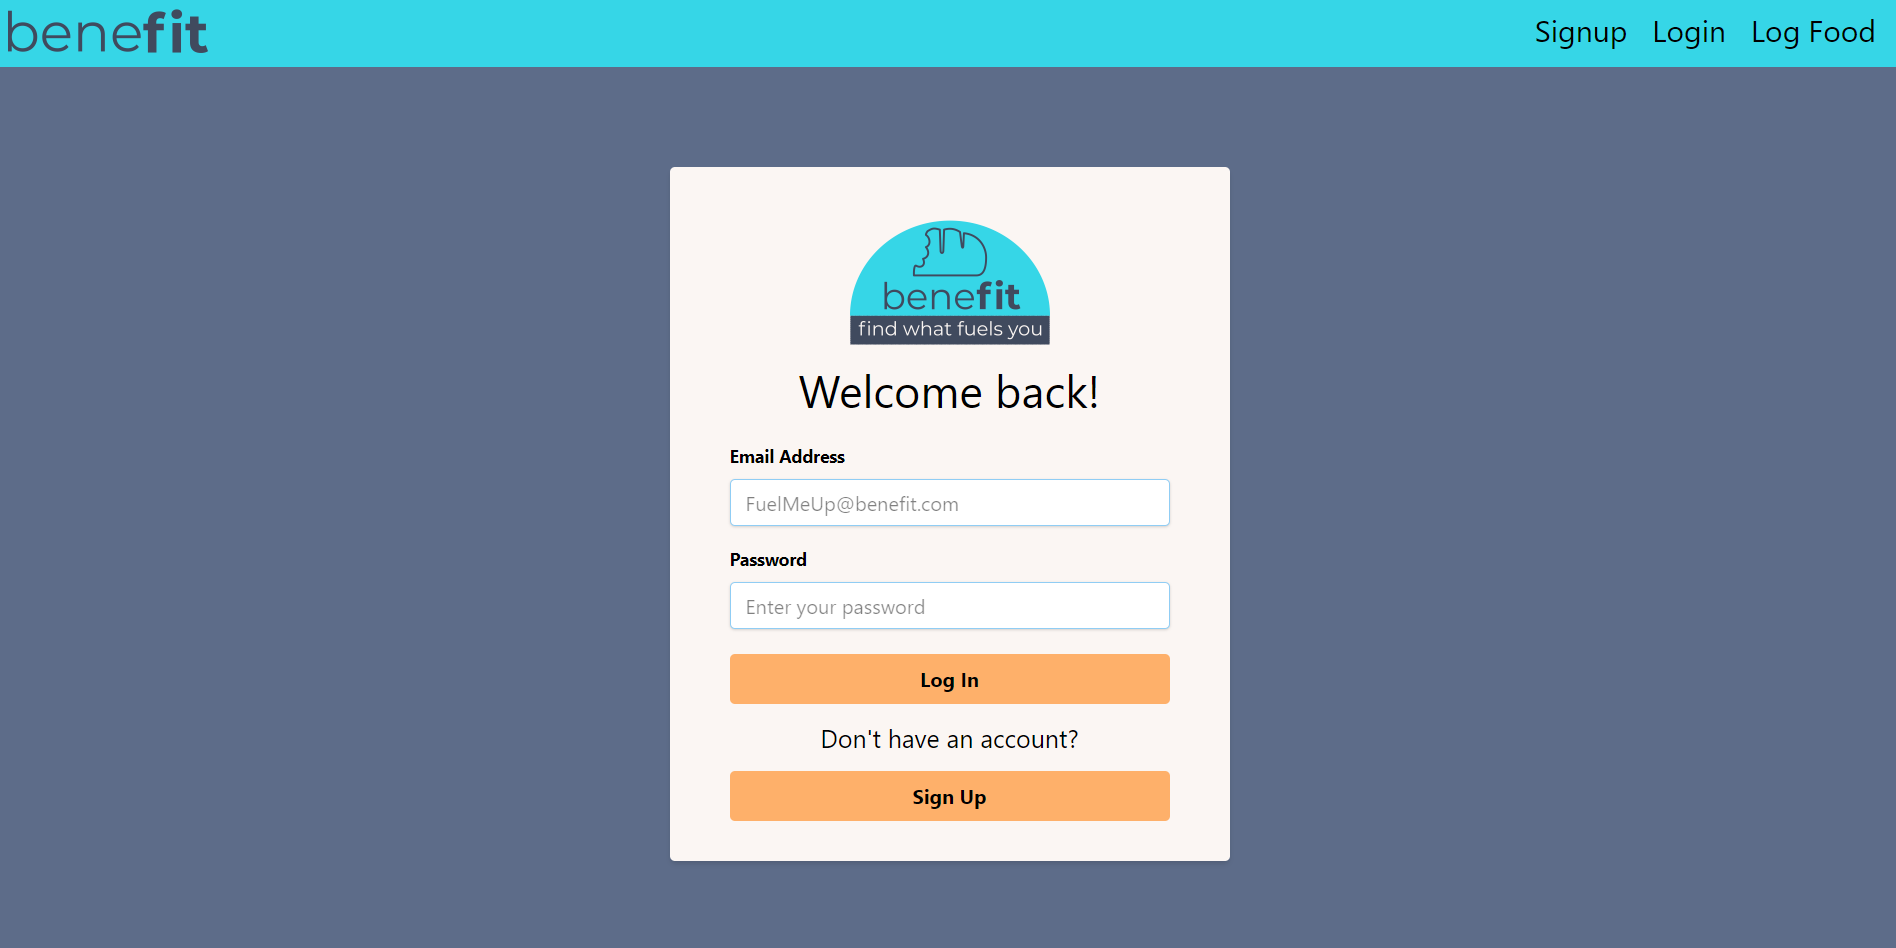 benefit
Signup Login Log Food
benefit
find what fuels you
Welcome back!
Email Address
FuelMeUp@benefit.com
Password
Enter your password
Log In
Don't have an account?
Sign Up